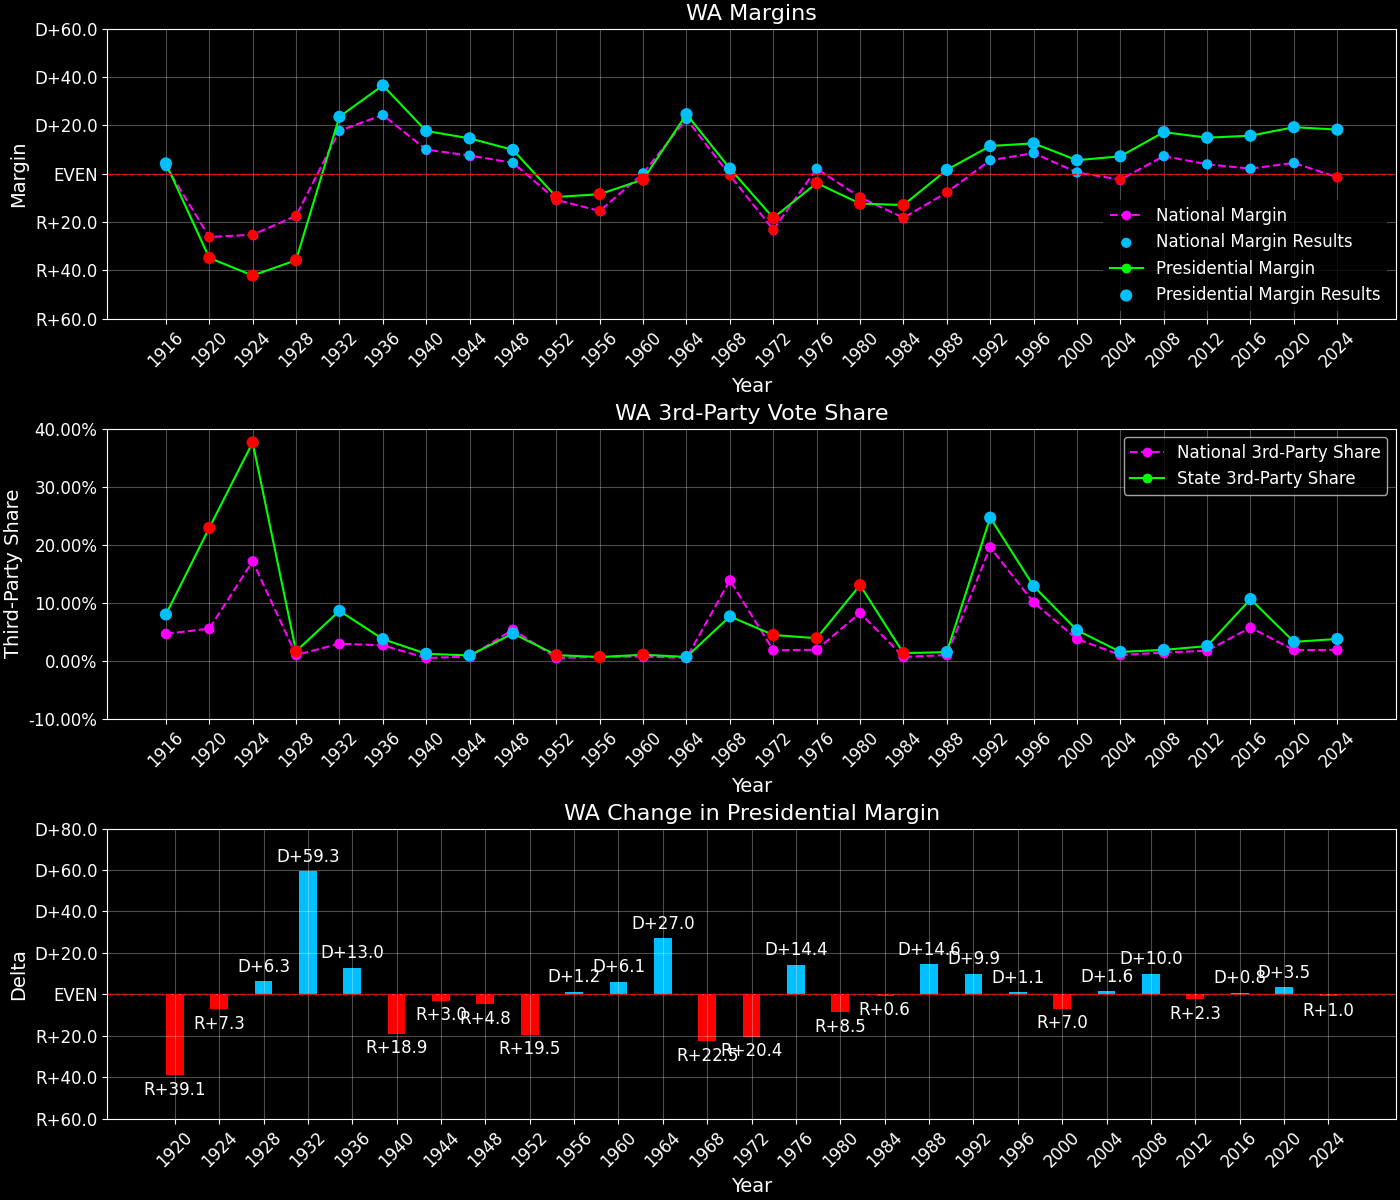 WA Margins
D+60.0
D+40.0
D+20.0
EVEN
R+20.0
R+40.0
R+60.0
Margin
National Margin
National Margin Results
Presidential Margin
Presidential Margin Results
1916 1920 1924 1928 1932 1936 1940 1944 1948 1952 1956 1960 1964 1968 1972 1976 1980 1984 1988 1992 1996 2000 2004 2008 2012 2016 2020 2024
Year
WA 3rd-Party Vote Share
40.00%
30.00%
20.00%
10.00%
0.00%
-10.00%
Third-Party Share
National 3rd-Party Share
State 3rd-Party Share
1916 1920 1924 1928 1932 1936 1940 1944 1948 1952 1956 1960 1964 1968 1972 1976 1980 1984 1988 1992 1996 2000 2004 2008 2012 2016 2020 2024
Year
WA Change in Presidential Margin
D+80.0
D+60.0
D+40.0
D+20.0
EVEN
R+20.0
R+40.0
R+60.0
Delta
R+39.1
R+7.3
D+6.3
D+59.3
D+13.0
R+18.9
R+3.0
R+4.8
R+19.5
D+1.2
D+6.1
D+27.0
R+22.5
R+20.4
D+14.4
R+8.5
R+0.6
D+14.6
D+9.9
D+1.1
R+7.0
D+1.6
D+10.0
R+2.3
D+0.8
D+3.5
R+1.0
1920 1924 1928 1932 1936 1940 1944 1948 1952 1956 1960 1964 1968 1972 1976 1980 1984 1988 1992 1996 2000 2004 2008 2012 2016 2020 2024
Year